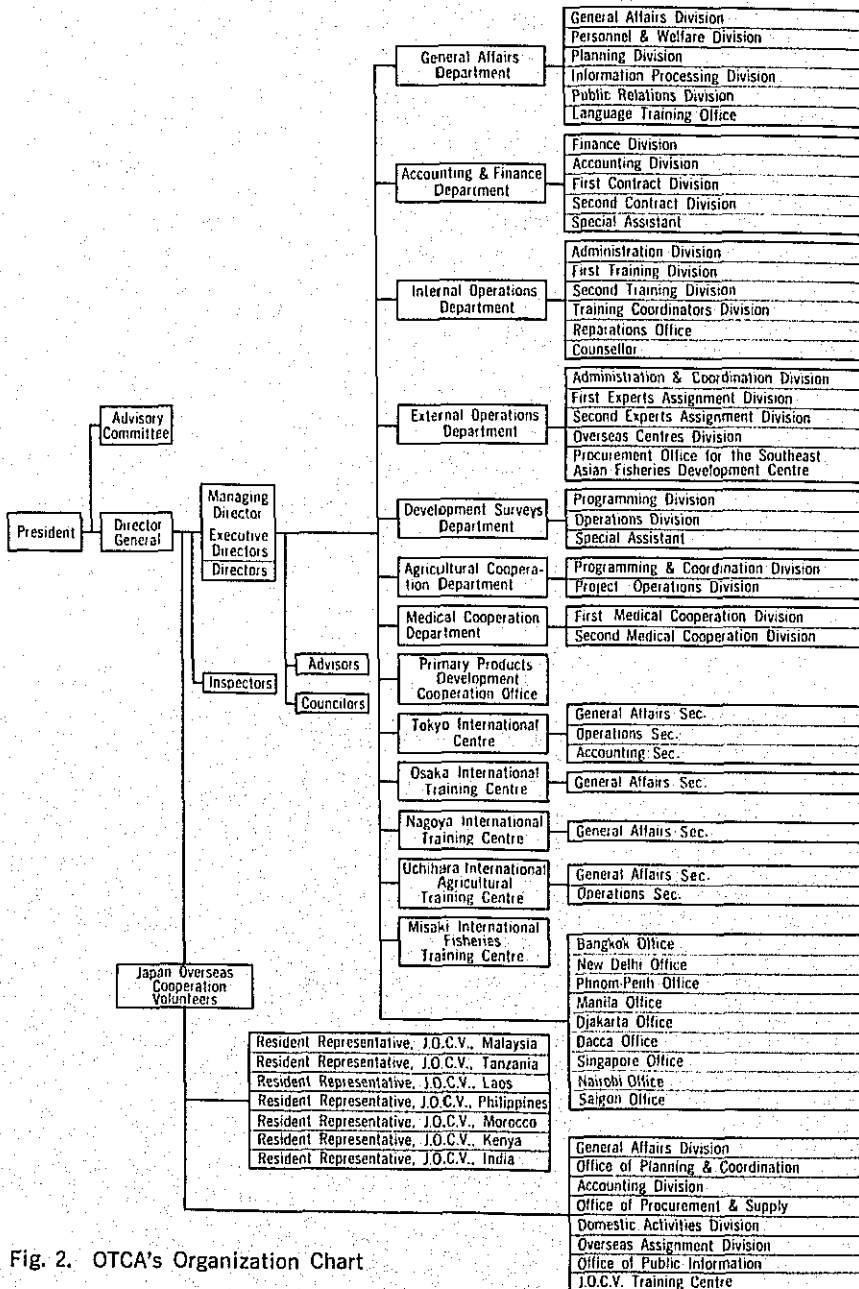 General Affairs
Department
General Affairs Division
Personnel & Welfare Division
Planning Division
Information Processing Division
Public Relations Division
Language Training Office
Accounting & Finance
Department
Finance Division
Accounting Division
First Contract Division
Second Contract Division
Special Assistant
Internal Operations
Department
Administration Division
First Training Division
Second Training Division
Training Coordinators Division
Reparations Office
Counsellor
External Operations
Department
Administration & Coordination Division
First Experts Assignment Division
Second Experts Assignment Division
Overseas Centres Division
Procurement Office for the Southeast
Asian Fisheries Development Centre
President
Advisory
Committee
Director
General
Managing
Director
Executive
Directors
Directors
Inspectors
Advisors
Councilors
Development Surveys
Department
Programming Division
Operations Division
Special Assistant
Agricultural Coopera-
tion Department
Programming & Coordination Division
Project Operations Division
Medical Cooperation
Department
First Medical Cooperation Division
Second Medical Cooperation Division
Primary Products
Development
Cooperation Office
Tokyo International
Centre
General Affairs Sec.
Operations Sec.
Accounting Sec.
Osaka International
Training Centre
General Affairs Sec.
Nagoya International
Training Centre
General Affairs Sec.
Uchihara International
Agricultural
Training Centre
General Affairs Sec.
Operations Sec.
Misaki International
Fisheries
Training Centre
Bangkok Office
New Delhi Office
Phnom-Penh Office
Manila Office
Djakarta Office
Dacca Office
Singapore Office
Nairobi Office
Saigon Office
Japan Overseas
Cooperation
Volunteers
Resident Representative, J.O.C.V., Malaysia
Resident Representative, J.O.C.V., Tanzania
Resident Representative, J.O.C.V., Laos
Resident Representative, J.O.C.V., Philippines
Resident Representative, J.O.C.V., Morocco
Resident Representative, J.O.C.V., Kenya
Resident Representative, J.O.C.V., India
General Affairs Division
Office of Planning & Coordination
Accounting Division
Office of Procurement & Supply
Domestic Activities Division
Overseas Assignment Division
Office of Public Information
J.O.C.V. Training Centre
Fig. 2. OTCA's Organization Chart